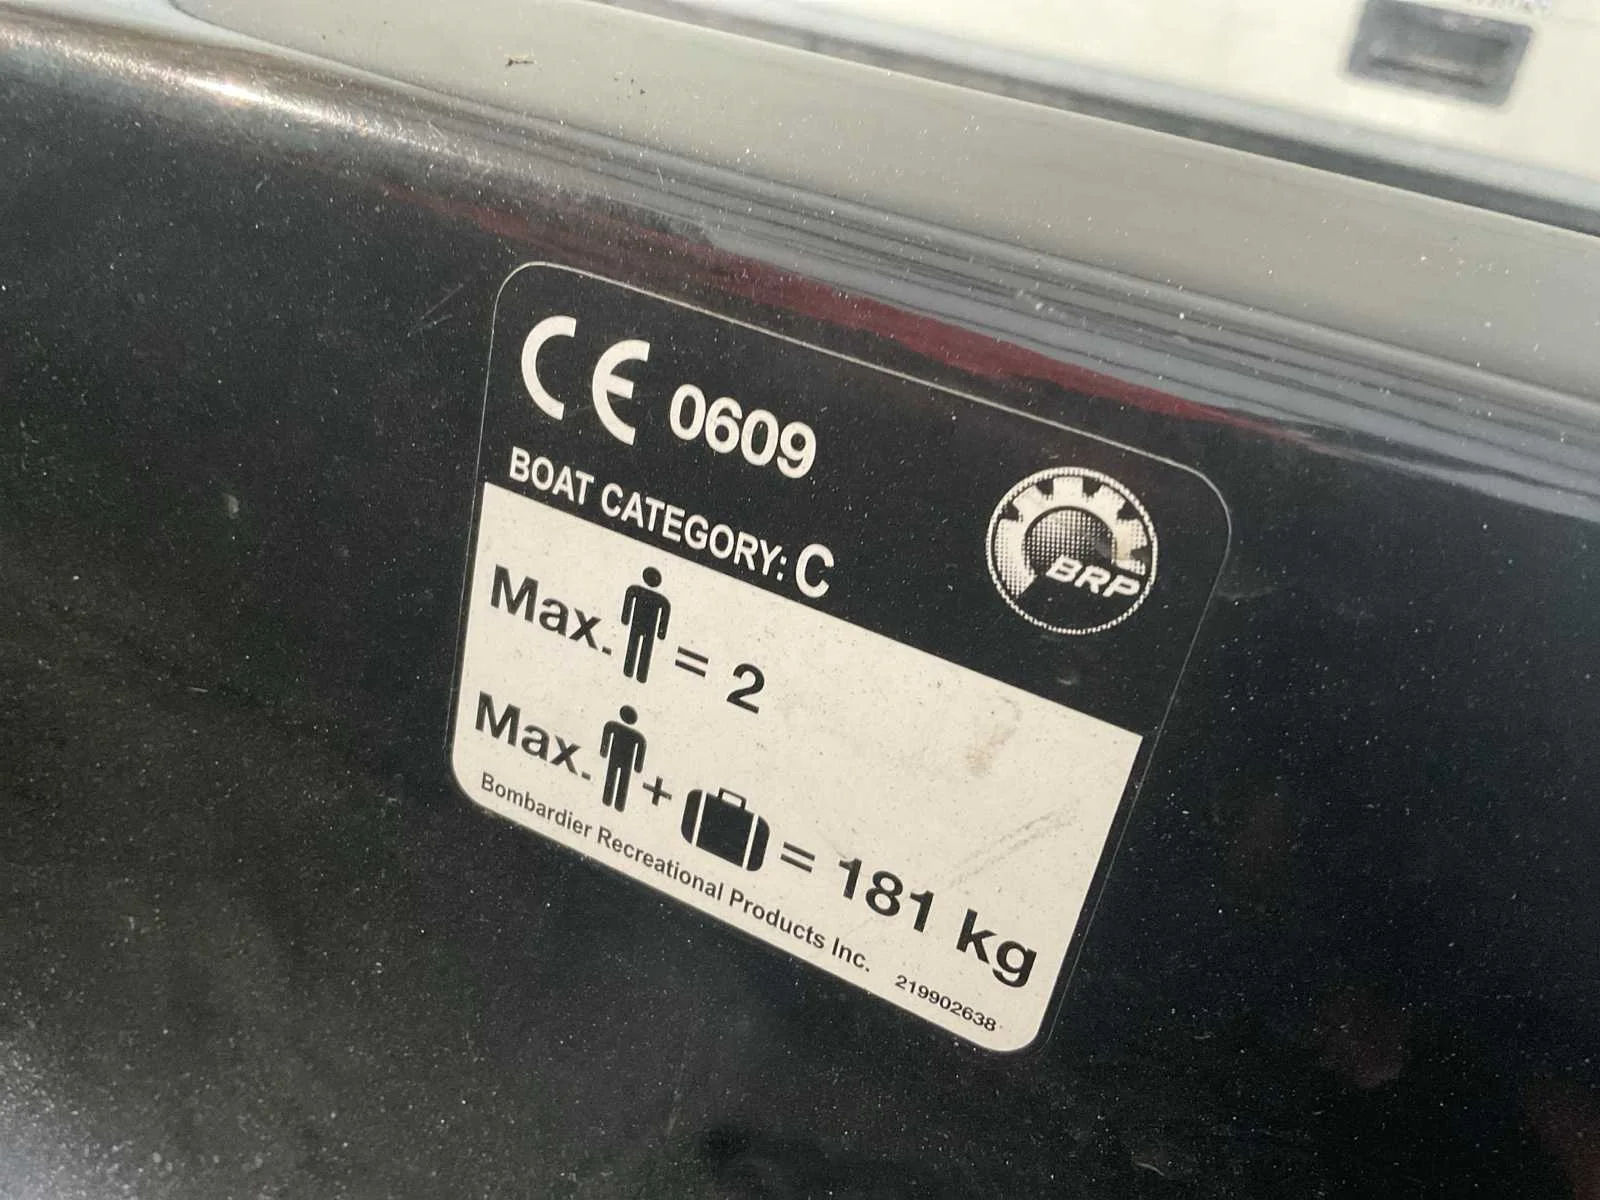 CE 0609
BOAT CATEGORY: C
BRP
Max. = 2
Max. + = 181 kg
Bombardier Recreational Products Inc. 219902638